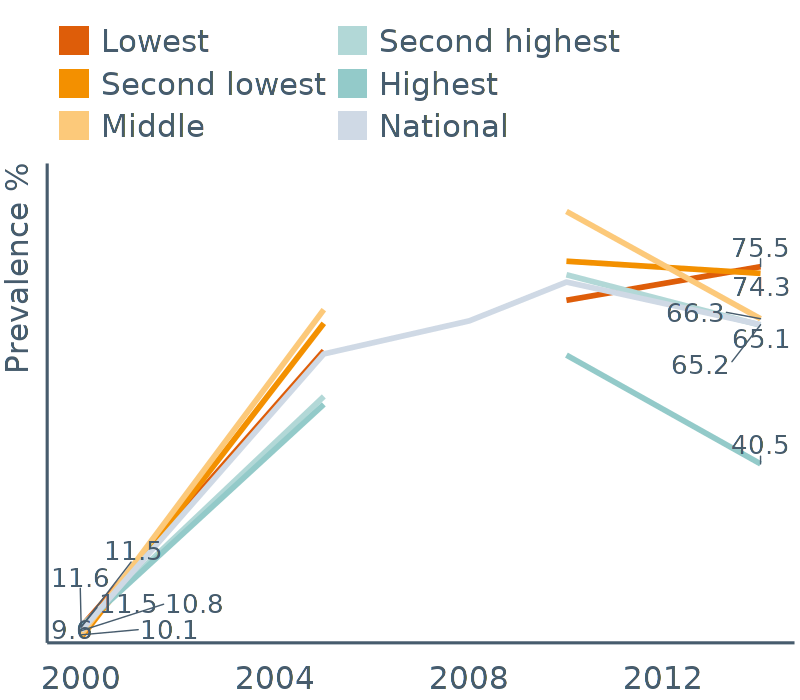 Lowest
Second lowest
Middle
Second highest
Highest
National
Prevalence %
75.5
74.3
66.3
65.1
65.2
40.5
11.5
11.6
11.5
10.8
9.6
10.1
2000
2004
2008
2012